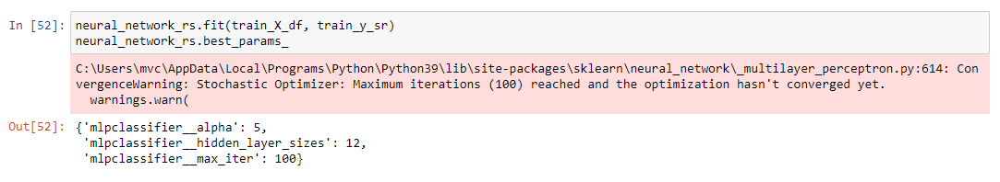 In [52]: neural_network_rs.fit(train_X_df, train_y_sr)
neural_network_rs.best_params_
C:\Users\mvc\AppData\Local\Programs\Python\Python39\lib\site-packages\sklearn\neural_network\_multilayer_perceptron.py:614: Con
vergenceWarning: Stochastic Optimizer: Maximum iterations (100) reached and the optimization hasn't converged yet.
  warnings.warn(
Out[52]: {'mlpclassifier__alpha': 5,
 'mlpclassifier__hidden_layer_sizes': 12,
 'mlpclassifier__max_iter': 100}